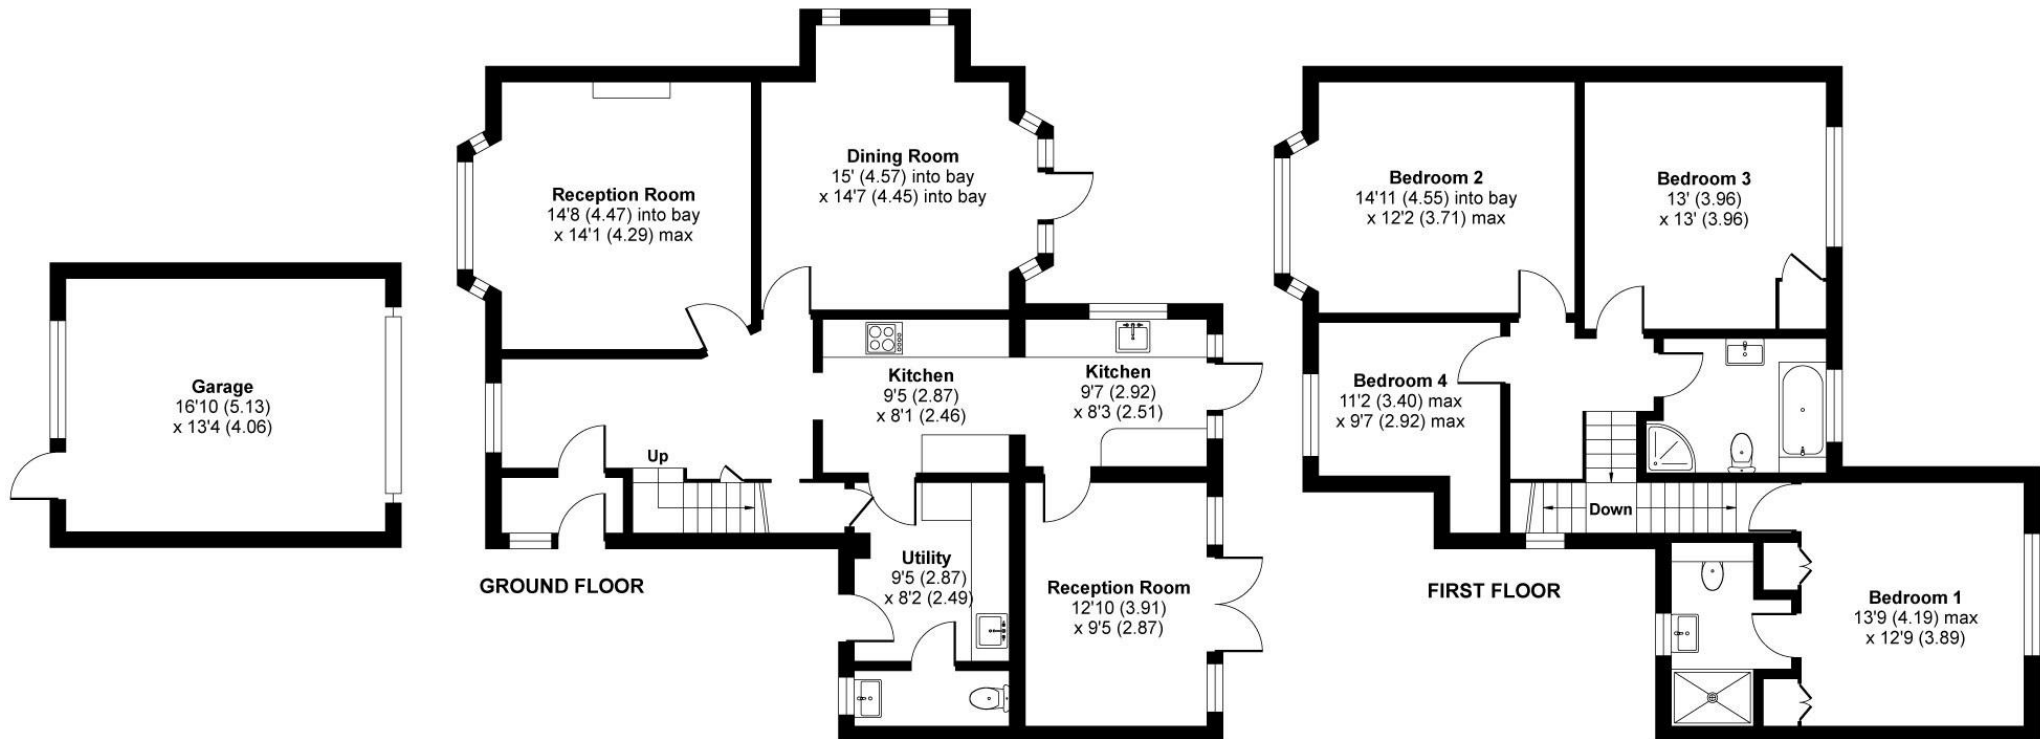 Garage
16'10 (5.13)
x 13'4 (4.06)
Reception Room
14'8 (4.47) into bay
x 14'1 (4.29) max
Dining Room
15' (4.57) into bay
x 14'7 (4.45) into bay
Kitchen
9'5 (2.87)
x 8'1 (2.46)
Kitchen
9'7 (2.92)
x 8'3 (2.51)
Up
Utility
9'5 (2.87)
x 8'2 (2.49)
Reception Room
12'10 (3.91)
x 9'5 (2.87)
GROUND FLOOR
Bedroom 2
14'11 (4.55) into bay
x 12'2 (3.71) max
Bedroom 3
13' (3.96)
x 13' (3.96)
Bedroom 4
11'2 (3.40) max
x 9'7 (2.92) max
Down
Bedroom 1
13'9 (4.19) max
x 12'9 (3.89)
FIRST FLOOR